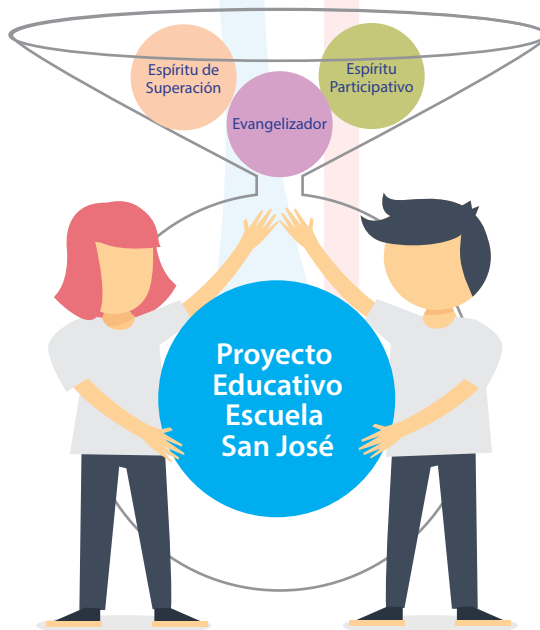 Espíritu de
Superación
Espíritu
Participativo
Evangelizador
Proyecto
Educativo
Escuela
San José